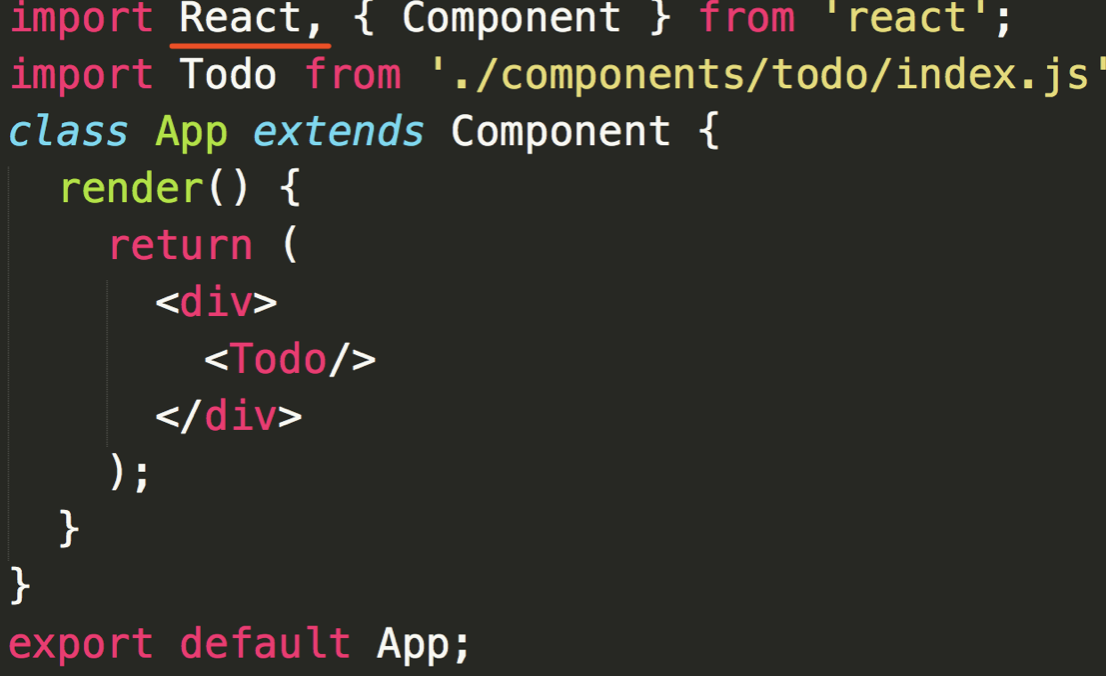 import React, { Component } from 'react';
import Todo from './components/todo/index.js'
class App extends Component {
render() {
return (
<div>
<Todo/>
</div>
);
}
}
export default App;